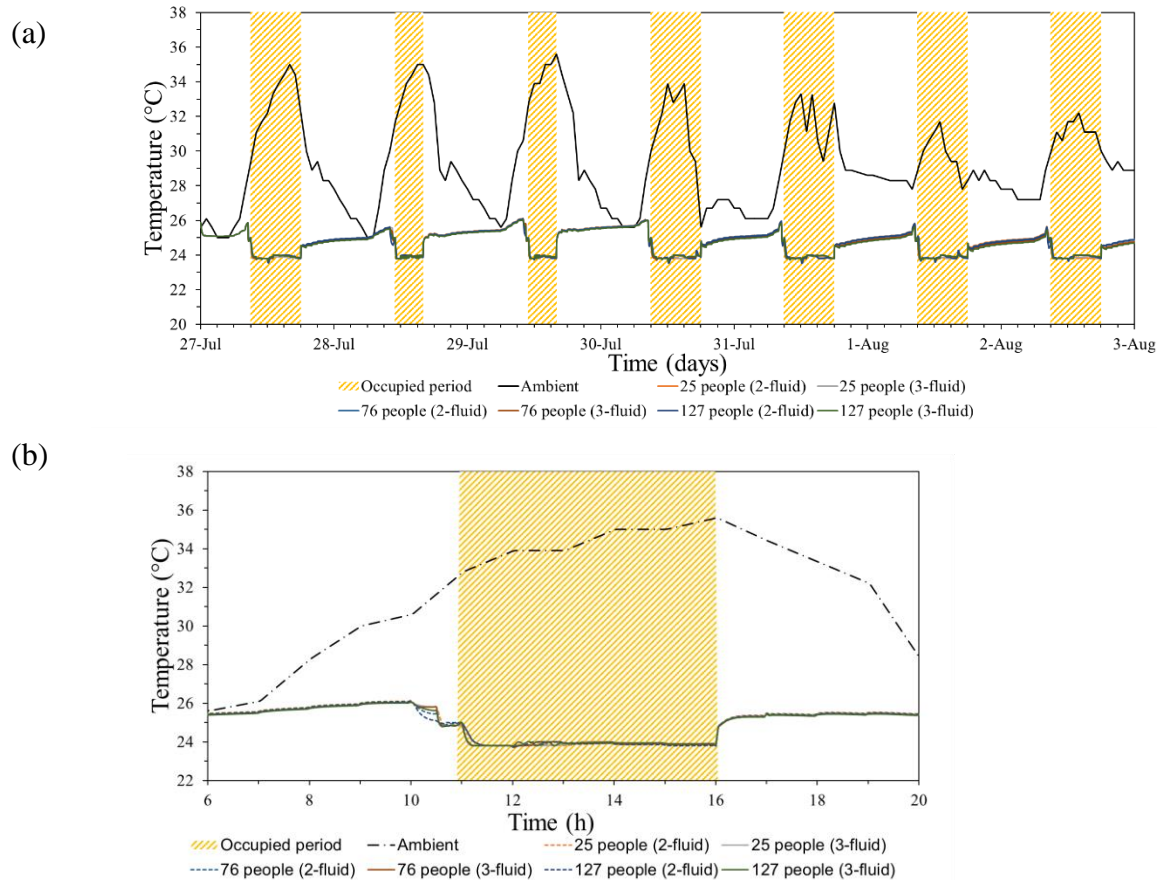 (a)
38
36
34
32
30
28
26
24
22
20
Temperature (°C)
27-Jul 28-Jul 29-Jul 30-Jul 31-Jul 1-Aug 2-Aug 3-Aug
Time (days)
Occupied period Ambient 25 people (2-fluid) 25 people (3-fluid)
76 people (2-fluid) 76 people (3-fluid) 127 people (2-fluid) 127 people (3-fluid)
(b)
38
36
34
32
30
28
26
24
22
Temperature (°C)
6 8 10 12 14 16 18 20
Time (h)
Occupied period Ambient 25 people (2-fluid) 25 people (3-fluid)
76 people (2-fluid) 76 people (3-fluid) 127 people (2-fluid) 127 people (3-fluid)